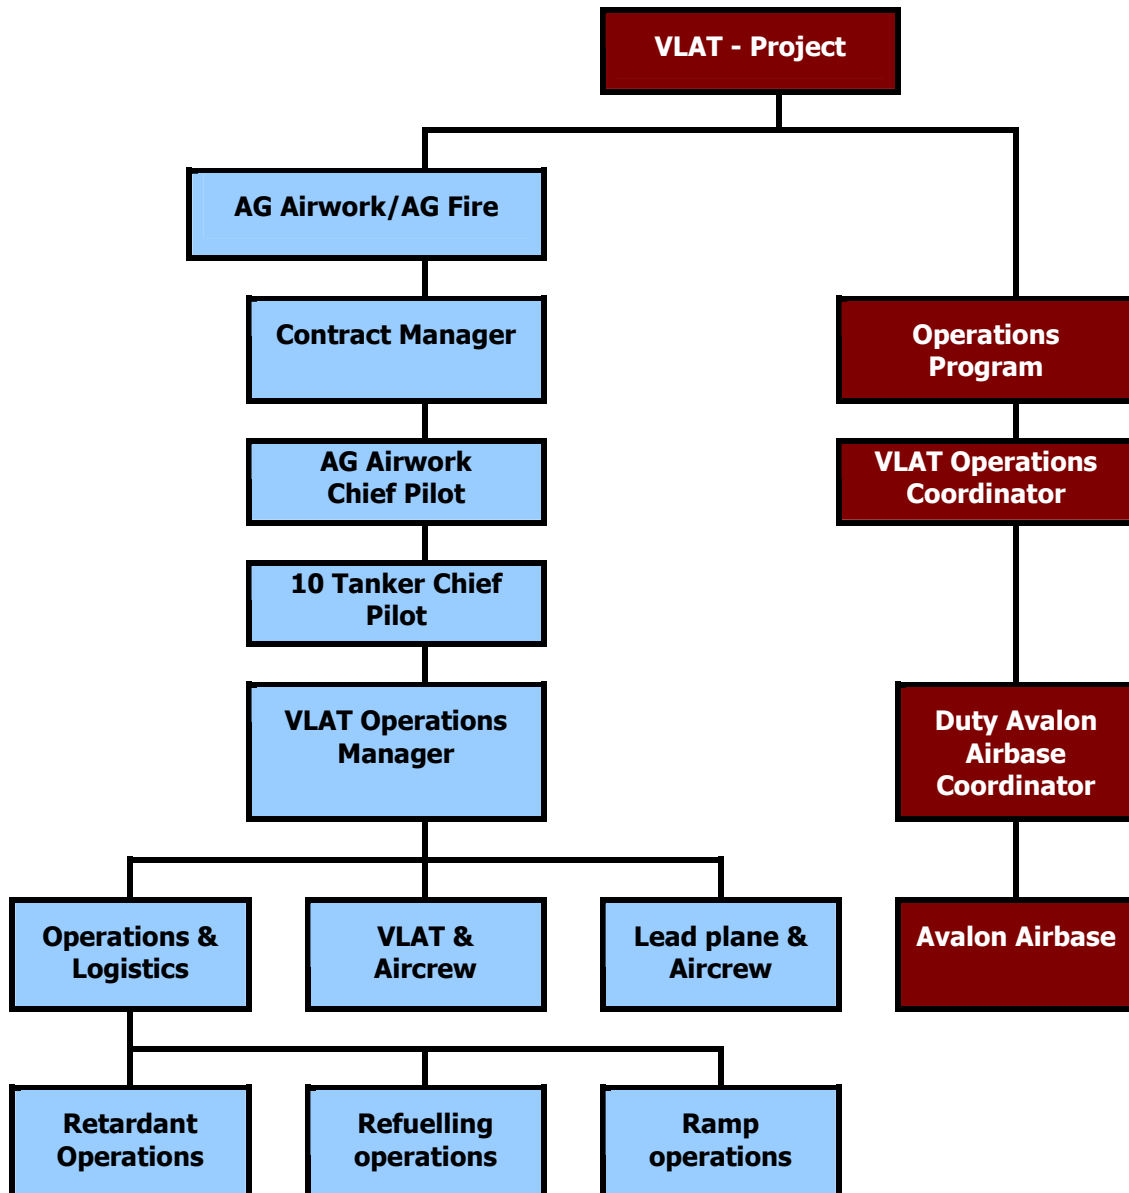 VLAT - Project
AG Airwork/AG Fire
Contract Manager
Operations
Program
AG Airwork
Chief Pilot
VLAT Operations
Coordinator
10 Tanker Chief
Pilot
VLAT Operations
Manager
Duty Avalon
Airbase
Coordinator
Operations &
Logistics
VLAT &
Aircrew
Lead plane &
Aircrew
Avalon Airbase
Retardant
Operations
Refuelling
operations
Ramp
operations